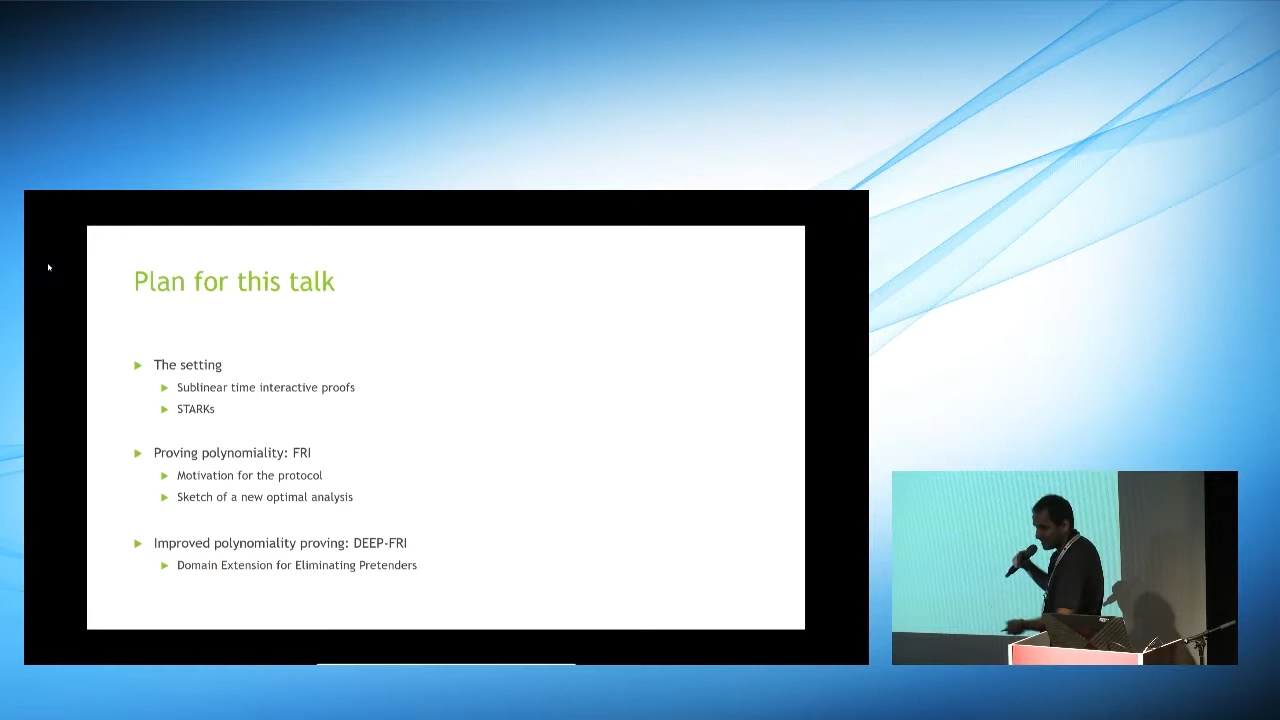 Plan for this talk
The setting
Sublinear time interactive proofs
STARKs
Proving polynomiality: FRI
Motivation for the protocol
Sketch of a new optimal analysis
Improved polynomiality proving: DEEP-FRI
Domain Extension for Eliminating Pretenders